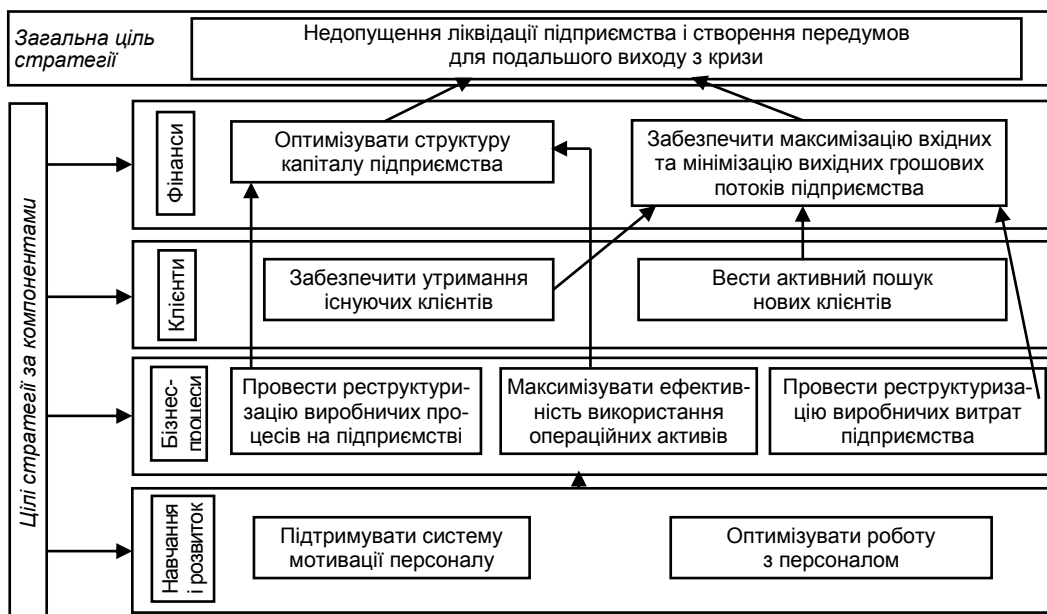 Загальна ціль
стратегії
Недопущення ліквідації підприємства і створення передумов
для подальшого виходу з кризи
Цілі стратегії за компонентами
Фінанси
Оптимізувати структуру
капіталу підприємства
Забезпечити максимізацію вхідних
та мінімізацію вихідних грошових
потоків підприємства
Клієнти
Забезпечити утримання
існуючих клієнтів
Вести активний пошук
нових клієнтів
Бізнес-
процеси
Провести реструктури-
зацію виробничих про-
цесів на підприємстві
Максимізувати ефектив-
ність використання
операційних активів
Провести реструктуриза-
цію виробничих витрат
підприємства
Навчання
і розвиток
Підтримувати систему
мотивації персоналу
Оптимізувати роботу
з персоналом